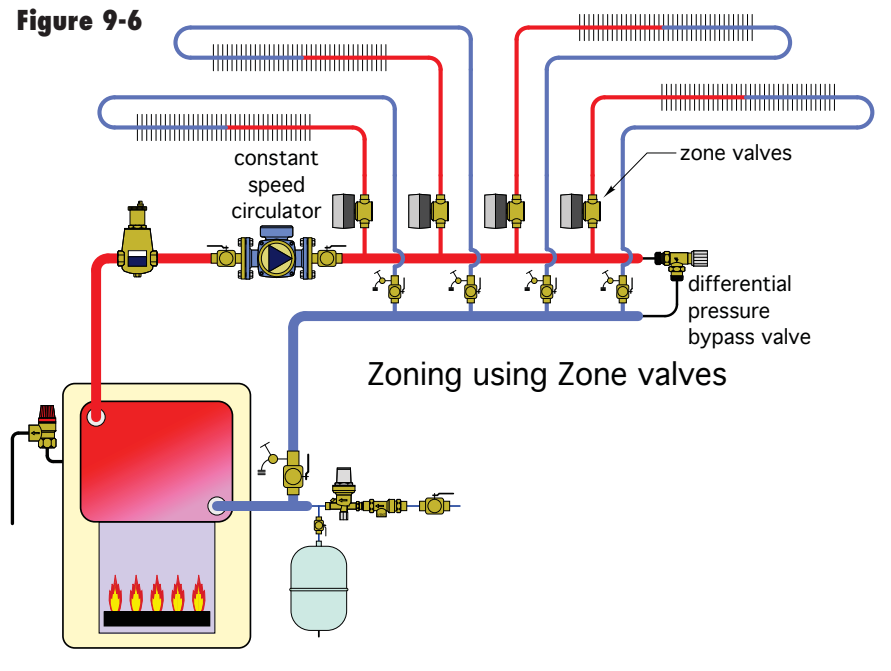 Figure 9-6
constant
speed
circulator
zone valves
differential
pressure
bypass valve
Zoning using Zone valves